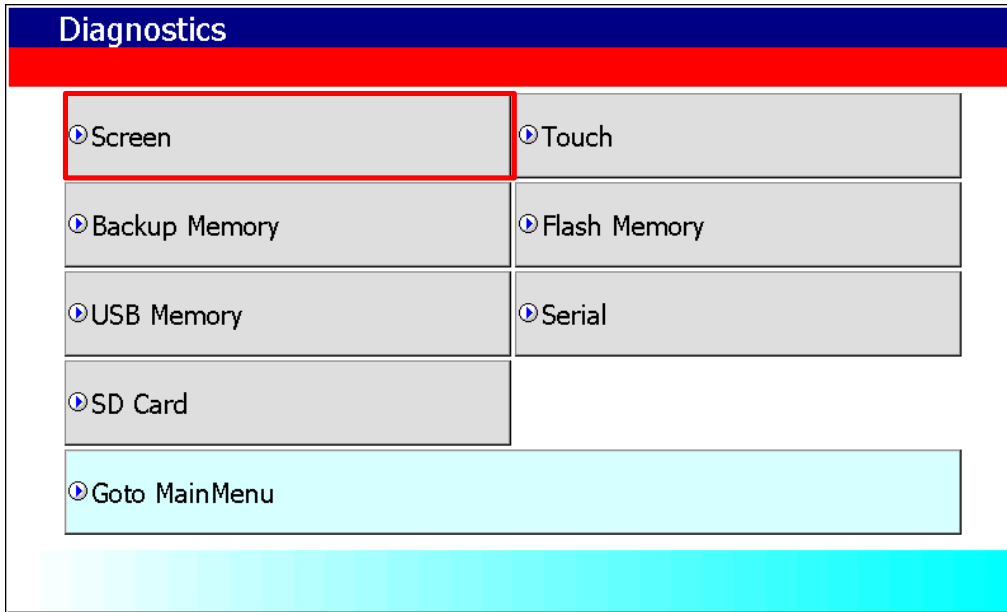 Diagnostics
Screen
Touch
Backup Memory
Flash Memory
USB Memory
Serial
SD Card
Goto MainMenu